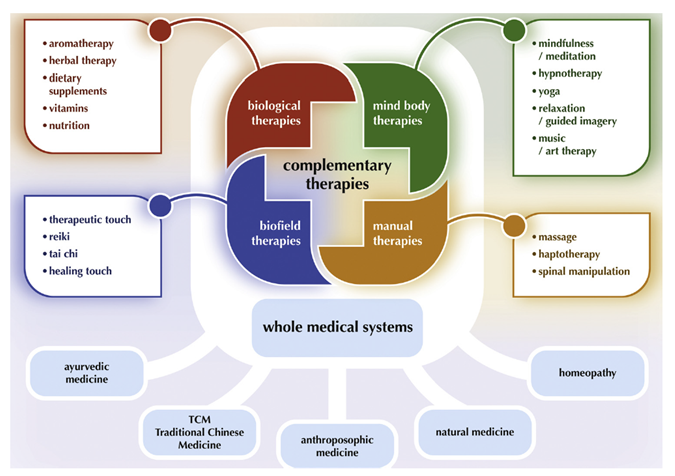 • aromatherapy
• herbal therapy
• dietary
supplements
• vitamins
• nutrition
biological
therapies
mind body
therapies
• mindfulness
/ meditation
• hypnotherapy
• yoga
• relaxation
/ guided imagery
• music
/ art therapy
complementary
therapies
• therapeutic touch
• reiki
• tai chi
• healing touch
biofield
therapies
manual
therapies
• massage
• haptotherapy
• spinal manipulation
whole medical systems
ayurvedic
medicine
TCM
Traditional Chinese
Medicine
anthroposophic
medicine
natural medicine
homeopathy